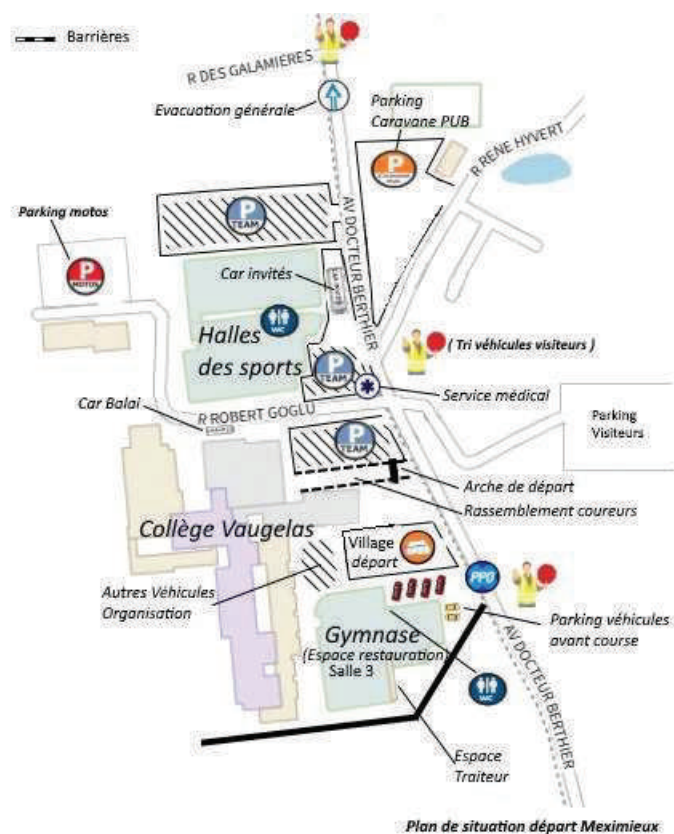 Barrières
R DES GALAMIERES
Evacuation générale
Parking
Caravane PUB
R RENE HYVERT
P
TEAM
AV DOCTEUR BERTHIER
Parking motos
P
MOTOS
Car invités
WC
Halles
des sports
( Tri véhicules visiteurs )
P
TEAM
Service médical
Car Balai
R ROBERT GOGLU
Parking
Visiteurs
P
TEAM
Arche de départ
Rassemblement coureurs
Collège Vaugelas
Village
départ
PPO
Autres Véhicules
Organisation
Parking véhicules
avant course
Gymnase
(Espace restauration)
Salle 3
WC
AV DOCTEUR BERTHIER
Espace
Traiteur
Plan de situation départ Meximieux